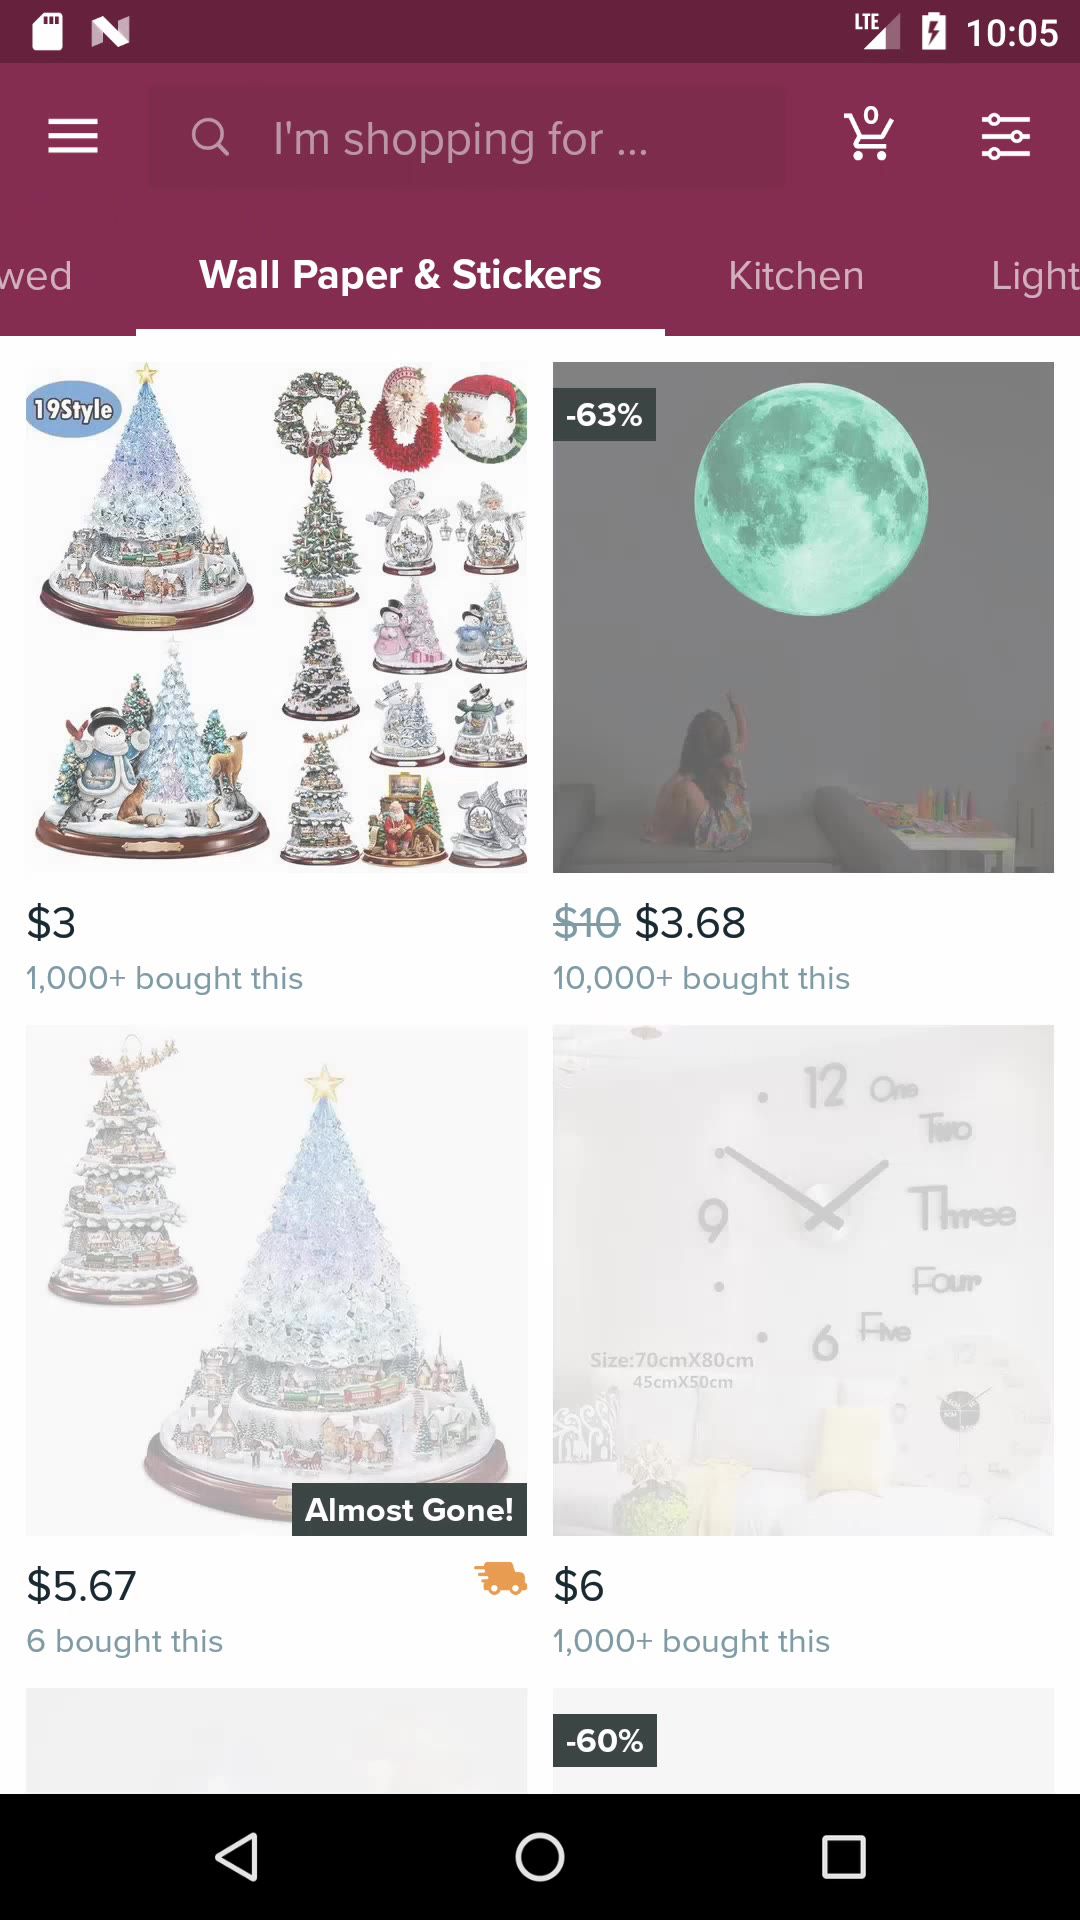 LTE 10:05
I'm shopping for ...
0
wed
Wall Paper & Stickers
Kitchen
Light
19Style
-63%
$3
1,000+ bought this
$10 $3.68
10,000+ bought this
Almost Gone!
12 One
Two
9
Three
Four
Five
6
Size:70cmX80cm
45cmX50cm
$5.67
6 bought this
$6
1,000+ bought this
-60%